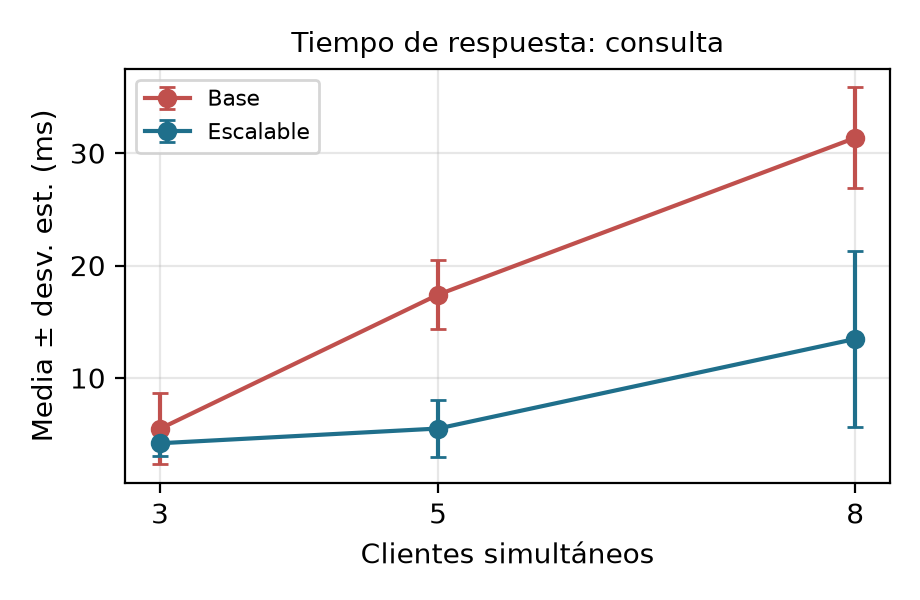 Tiempo de respuesta: consulta
Base
Escalable
Media ± desv. est. (ms)
30
20
10
3
5
8
Clientes simultáneos